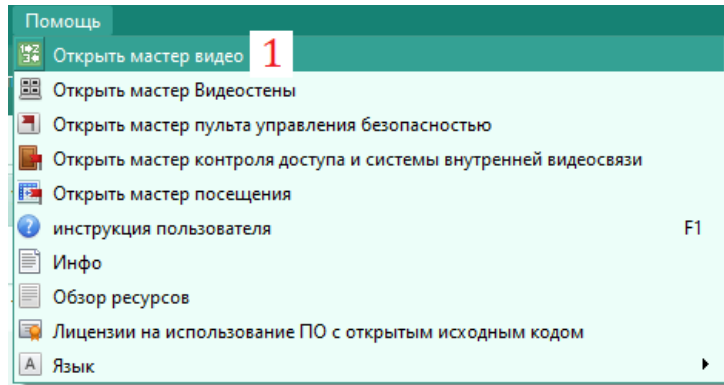 Помощь
Открыть мастер видео 1
Открыть мастер Видеостены
Открыть мастер пульта управления безопасностью
Открыть мастер контроля доступа и системы внутренней видеосвязи
Открыть мастер посещения
инструкция пользователя F1
Инфо
Обзор ресурсов
Лицензии на использование ПО с открытым исходным кодом
Язык